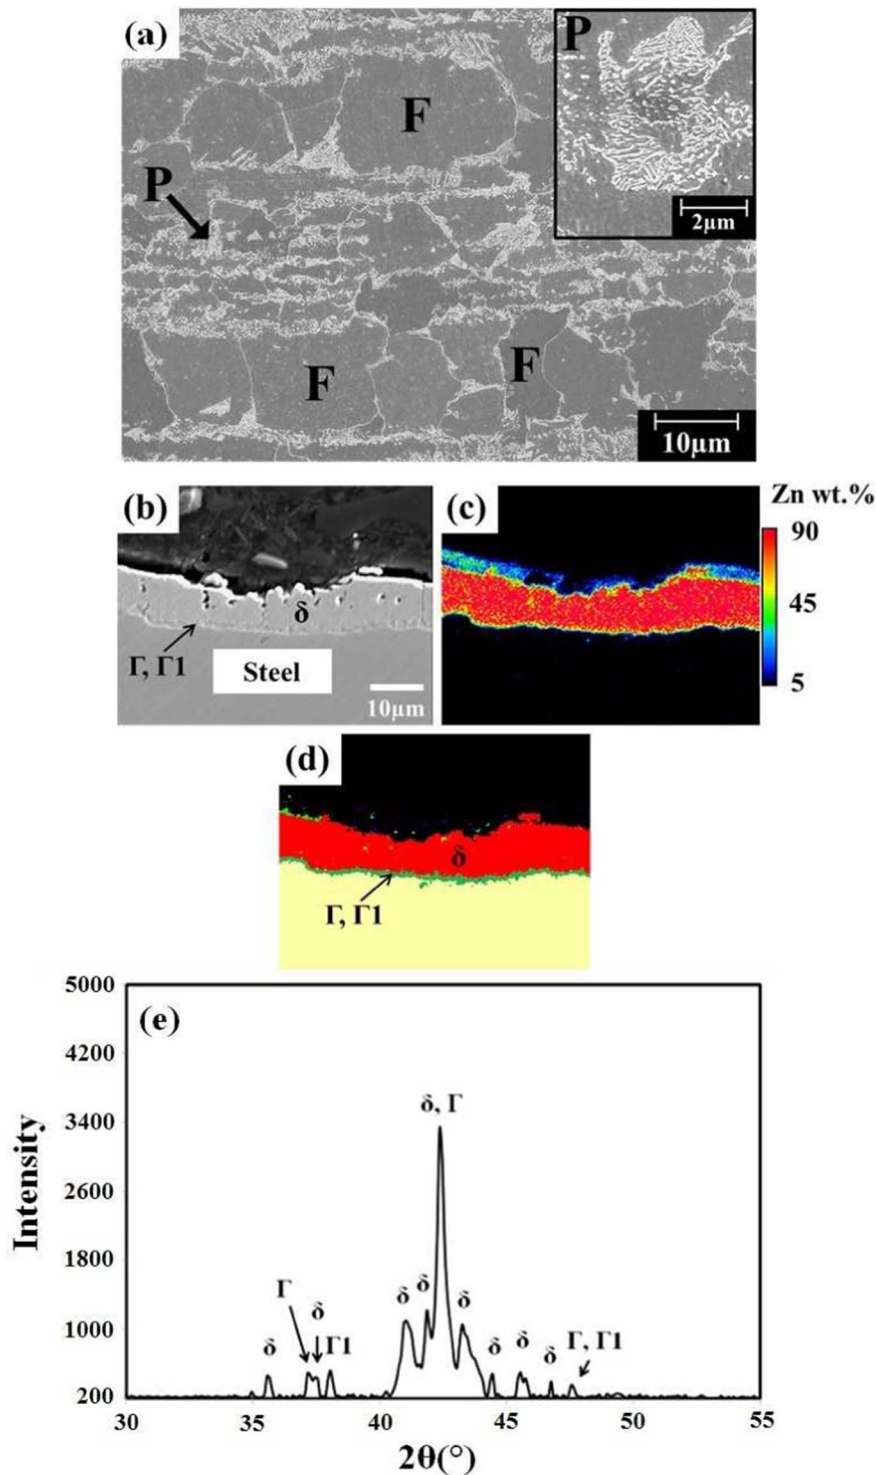 (a)
F
P
P
2μm
F
F
10μm
(b)
δ
Γ, Γ1
Steel
10μm
(c)
Zn wt.%
90
45
5
(d)
δ
Γ, Γ1
(e)
5000
4200
3400
2600
1800
1000
200
Intensity
δ
Γ
δ
Γ1
δ
δ
δ, Γ
δ
δ
δ
δ
Γ, Γ1
30
35
40
45
50
55
2θ(°)